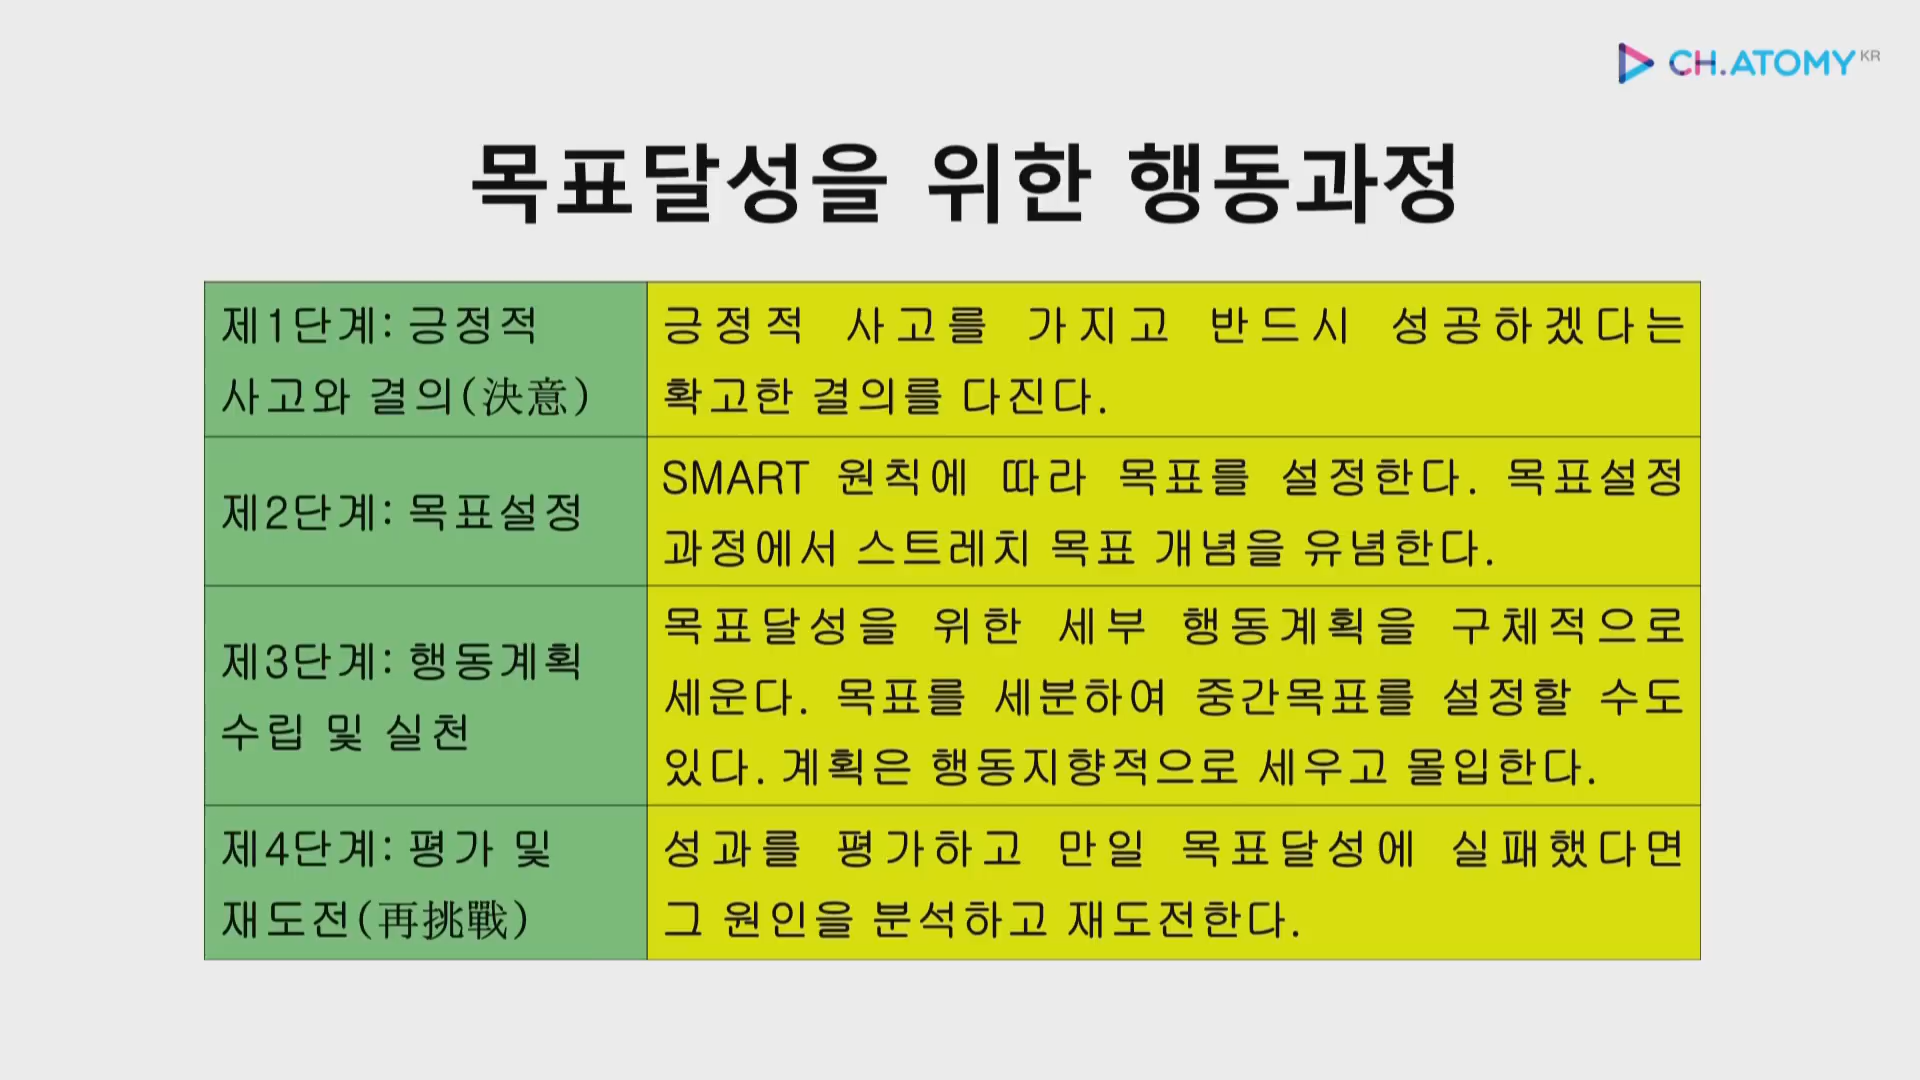 CH.ATOMY KR
목표달성을 위한 행동과정
제1단계: 긍정적
사고와 결의(決意)
긍정적 사고를 가지고 반드시 성공하겠다는
확고한 결의를 다진다.
제2단계: 목표설정
SMART 원칙에 따라 목표를 설정한다. 목표설정
과정에서 스트레치 목표 개념을 유념한다.
제3단계: 행동계획
수립 및 실천
목표달성을 위한 세부 행동계획을 구체적으로
세운다. 목표를 세분하여 중간목표를 설정할 수도
있다. 계획은 행동지향적으로 세우고 몰입한다.
제4단계: 평가 및
재도전(再挑戰)
성과를 평가하고 만일 목표달성에 실패했다면
그 원인을 분석하고 재도전한다.